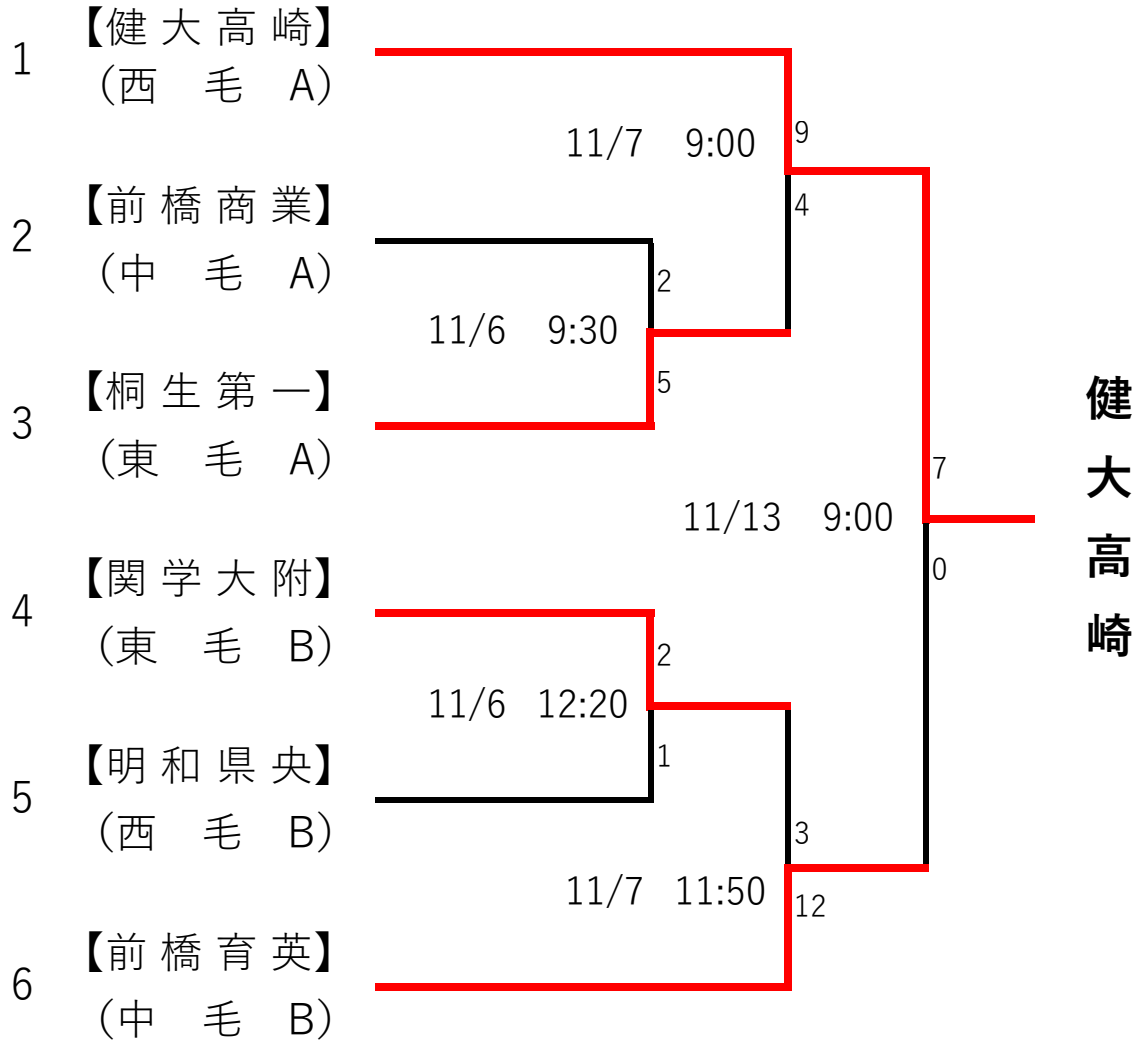 1
【健大高崎】
(西 毛 A)
11/7 9:00
9
4
2
【前橋商業】
(中 毛 A)
2
11/6 9:30
5
3
【桐生第一】
(東 毛 A)
7
11/13 9:00
0
健大高崎
4
【関学大附】
(東 毛 B)
2
11/6 12:20
1
5
【明和県央】
(西 毛 B)
3
11/7 11:50
12
6
【前橋育英】
(中 毛 B)